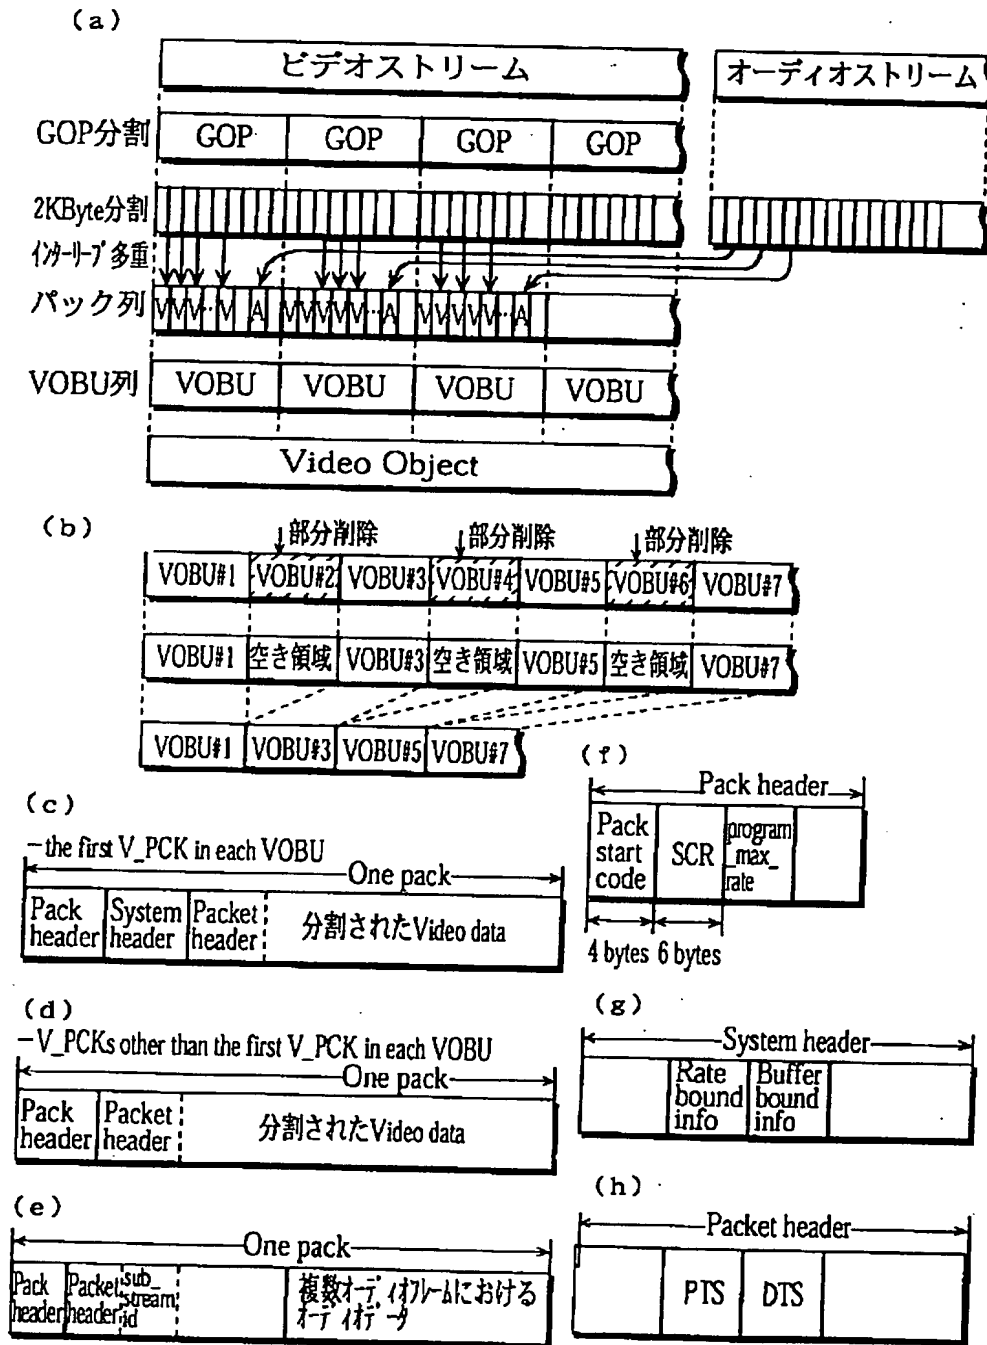 (a)
ビデオストリーム
オーディオストリーム
GOP分割
GOP GOP GOP GOP
2KByte分割
インターリーブ多重
パック列
V V V … V A V V V V V … A V V V V V … A
VOBU列
VOBU VOBU VOBU VOBU
Video Object
(b)
部分削除 部分削除 部分削除
VOBU#1 VOBU#2 VOBU#3 VOBU#4 VOBU#5 VOBU#6 VOBU#7
VOBU#1 空き領域 VOBU#3 空き領域 VOBU#5 空き領域 VOBU#7
VOBU#1 VOBU#3 VOBU#5 VOBU#7
(c)
−the first V_PCK in each VOBU
One pack
Pack header
System header
Packet header
分割されたVideo data
(d)
−V_PCKs other than the first V_PCK in each VOBU
One pack
Pack header
Packet header
分割されたVideo data
(e)
One pack
Pack header
Packet header
sub_stream_id
複数オーディオフレームにおける
オーディオデータ
(f)
Pack header
Pack start code
SCR
program_max_rate
4 bytes 6 bytes
(g)
System header
Rate bound info
Buffer bound info
(h)
Packet header
PTS
DTS